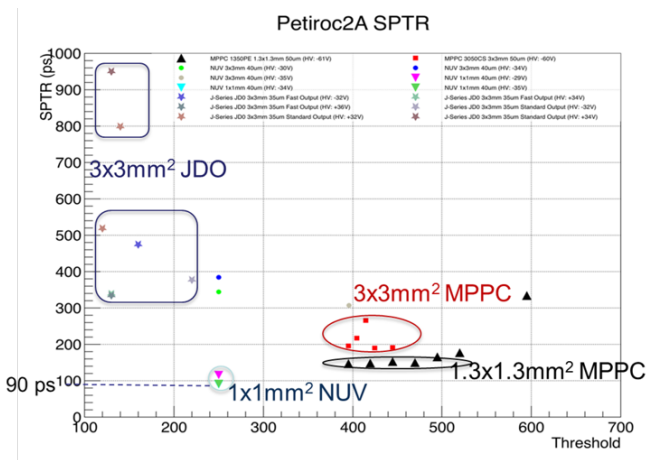 Petiroc2A SPTR
SPTR (ps)
1000
900
800
700
600
500
400
300
200
100
0
MPPC 1350PE 1.3x1.3mm 50um (HV: -61V)
NUV 3x3mm 40um (HV: -30V)
NUV 3x3mm 40um (HV: -35V)
NUV 1x1mm 40um (HV: -34V)
J-Series JD0 3x3mm 35um Fast Output (HV: -32V)
J-Series JD0 3x3mm 35um Fast Output (HV: +36V)
J-Series JD0 3x3mm 35um Standard Output (HV: +32V)
MPPC 3050CS 3x3mm 50um (HV: -60V)
NUV 3x3mm 40um (HV: -34V)
NUV 1x1mm 40um (HV: -29V)
NUV 1x1mm 40um (HV: -35V)
J-Series JD0 3x3mm 35um Fast Output (HV: +34V)
J-Series JD0 3x3mm 35um Standard Output (HV: -32V)
J-Series JD0 3x3mm 35um Standard Output (HV: +34V)
3x3mm² JDO
3x3mm² MPPC
1.3x1.3mm² MPPC
90 ps
1x1mm² NUV
100
200
300
400
500
600
700
Threshold